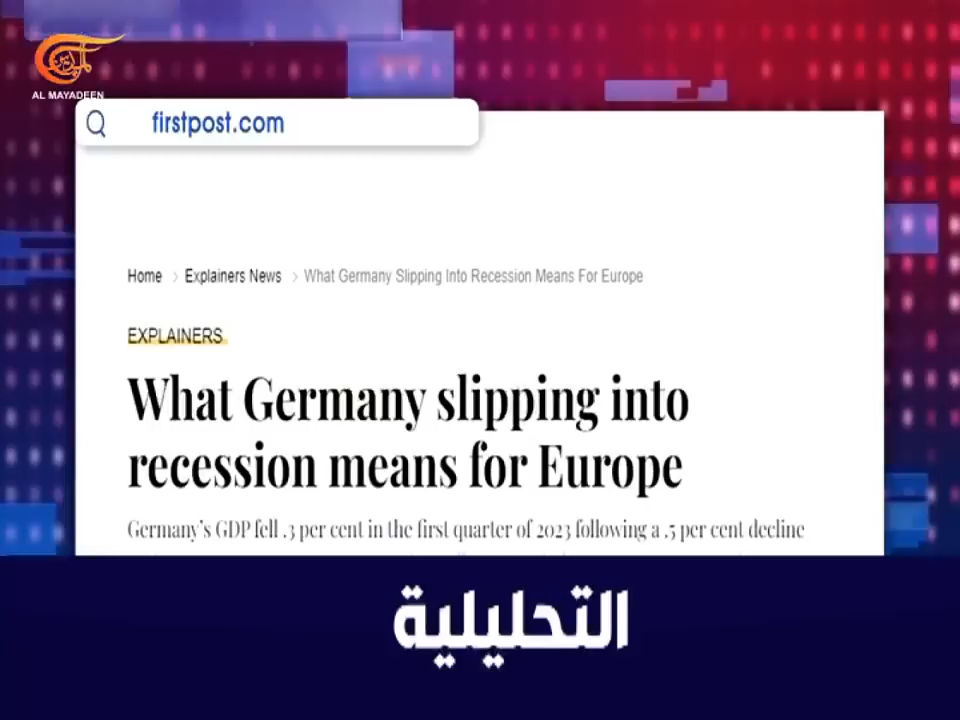 الميادين
AL MAYADEEN
firstpost.com
Home > Explainers News > What Germany Slipping Into Recession Means For Europe
EXPLAINERS
What Germany slipping into
recession means for Europe
Germany's GDP fell .3 per cent in the first quarter of 2023 following a .5 per cent decline
التحليلية